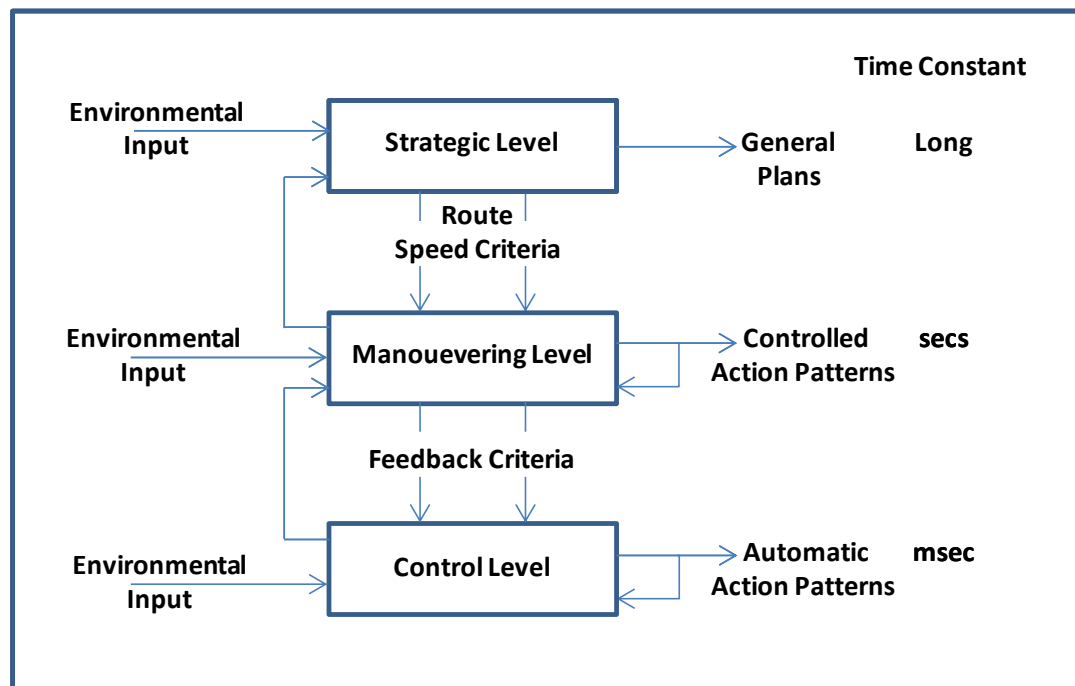 Time Constant
Environmental
Input
Strategic Level
General Long
Plans
Route
Speed Criteria
Environmental
Input
Manouevering Level
Controlled secs
Action Patterns
Feedback Criteria
Environmental
Input
Control Level
Automatic msec
Action Patterns